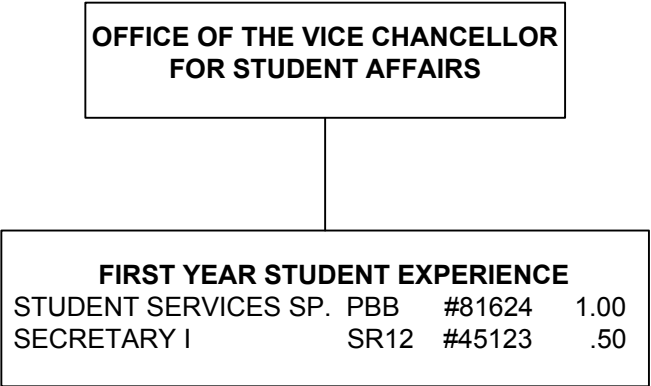 OFFICE OF THE VICE CHANCELLOR
FOR STUDENT AFFAIRS
FIRST YEAR STUDENT EXPERIENCE
STUDENT SERVICES SP. PBB #81624 1.00
SECRETARY I SR12 #45123 .50